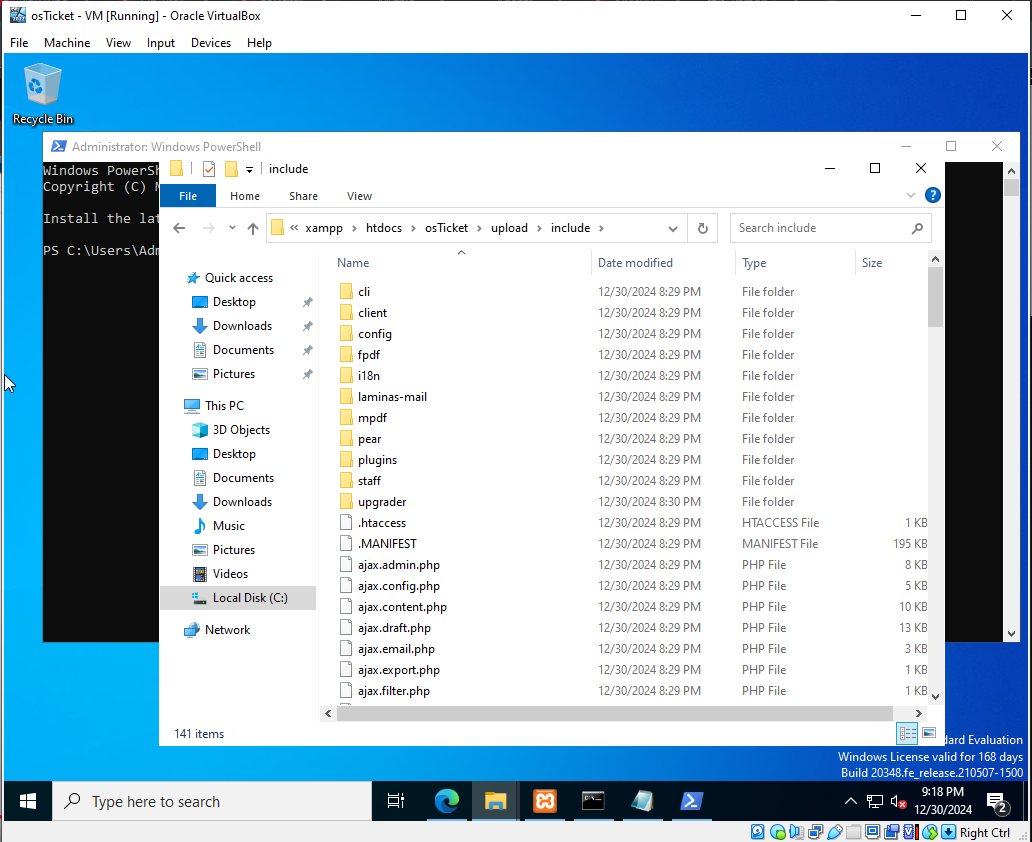 osTicket - VM [Running] - Oracle VirtualBox
File Machine View Input Devices Help
Recycle Bin
Administrator: Windows PowerShell
Windows PowerSh
Copyright (C) M
Install the lat
PS C:\Users\Adm
include
File Home Share View
« xampp > htdocs > osTicket > upload > include >
Search include
Name Date modified Type Size
Quick access
Desktop
Downloads
Documents
Pictures
This PC
3D Objects
Desktop
Documents
Downloads
Music
Pictures
Videos
Local Disk (C:)
Network
cli 12/30/2024 8:29 PM File folder
client 12/30/2024 8:29 PM File folder
config 12/30/2024 8:29 PM File folder
fpdf 12/30/2024 8:29 PM File folder
i18n 12/30/2024 8:29 PM File folder
laminas-mail 12/30/2024 8:29 PM File folder
mpdf 12/30/2024 8:29 PM File folder
pear 12/30/2024 8:29 PM File folder
plugins 12/30/2024 8:29 PM File folder
staff 12/30/2024 8:29 PM File folder
upgrader 12/30/2024 8:30 PM File folder
.htaccess 12/30/2024 8:29 PM HTACCESS File 1 KB
.MANIFEST 12/30/2024 8:29 PM MANIFEST File 195 KB
ajax.admin.php 12/30/2024 8:29 PM PHP File 8 KB
ajax.config.php 12/30/2024 8:29 PM PHP File 5 KB
ajax.content.php 12/30/2024 8:29 PM PHP File 10 KB
ajax.draft.php 12/30/2024 8:29 PM PHP File 13 KB
ajax.email.php 12/30/2024 8:29 PM PHP File 3 KB
ajax.export.php 12/30/2024 8:29 PM PHP File 1 KB
ajax.filter.php 12/30/2024 8:29 PM PHP File 1 KB
141 items
dard Evaluation
Windows License valid for 168 days
Build 20348.fe_release.210507-1500
Type here to search
9:18 PM
12/30/2024
2
Right Ctrl